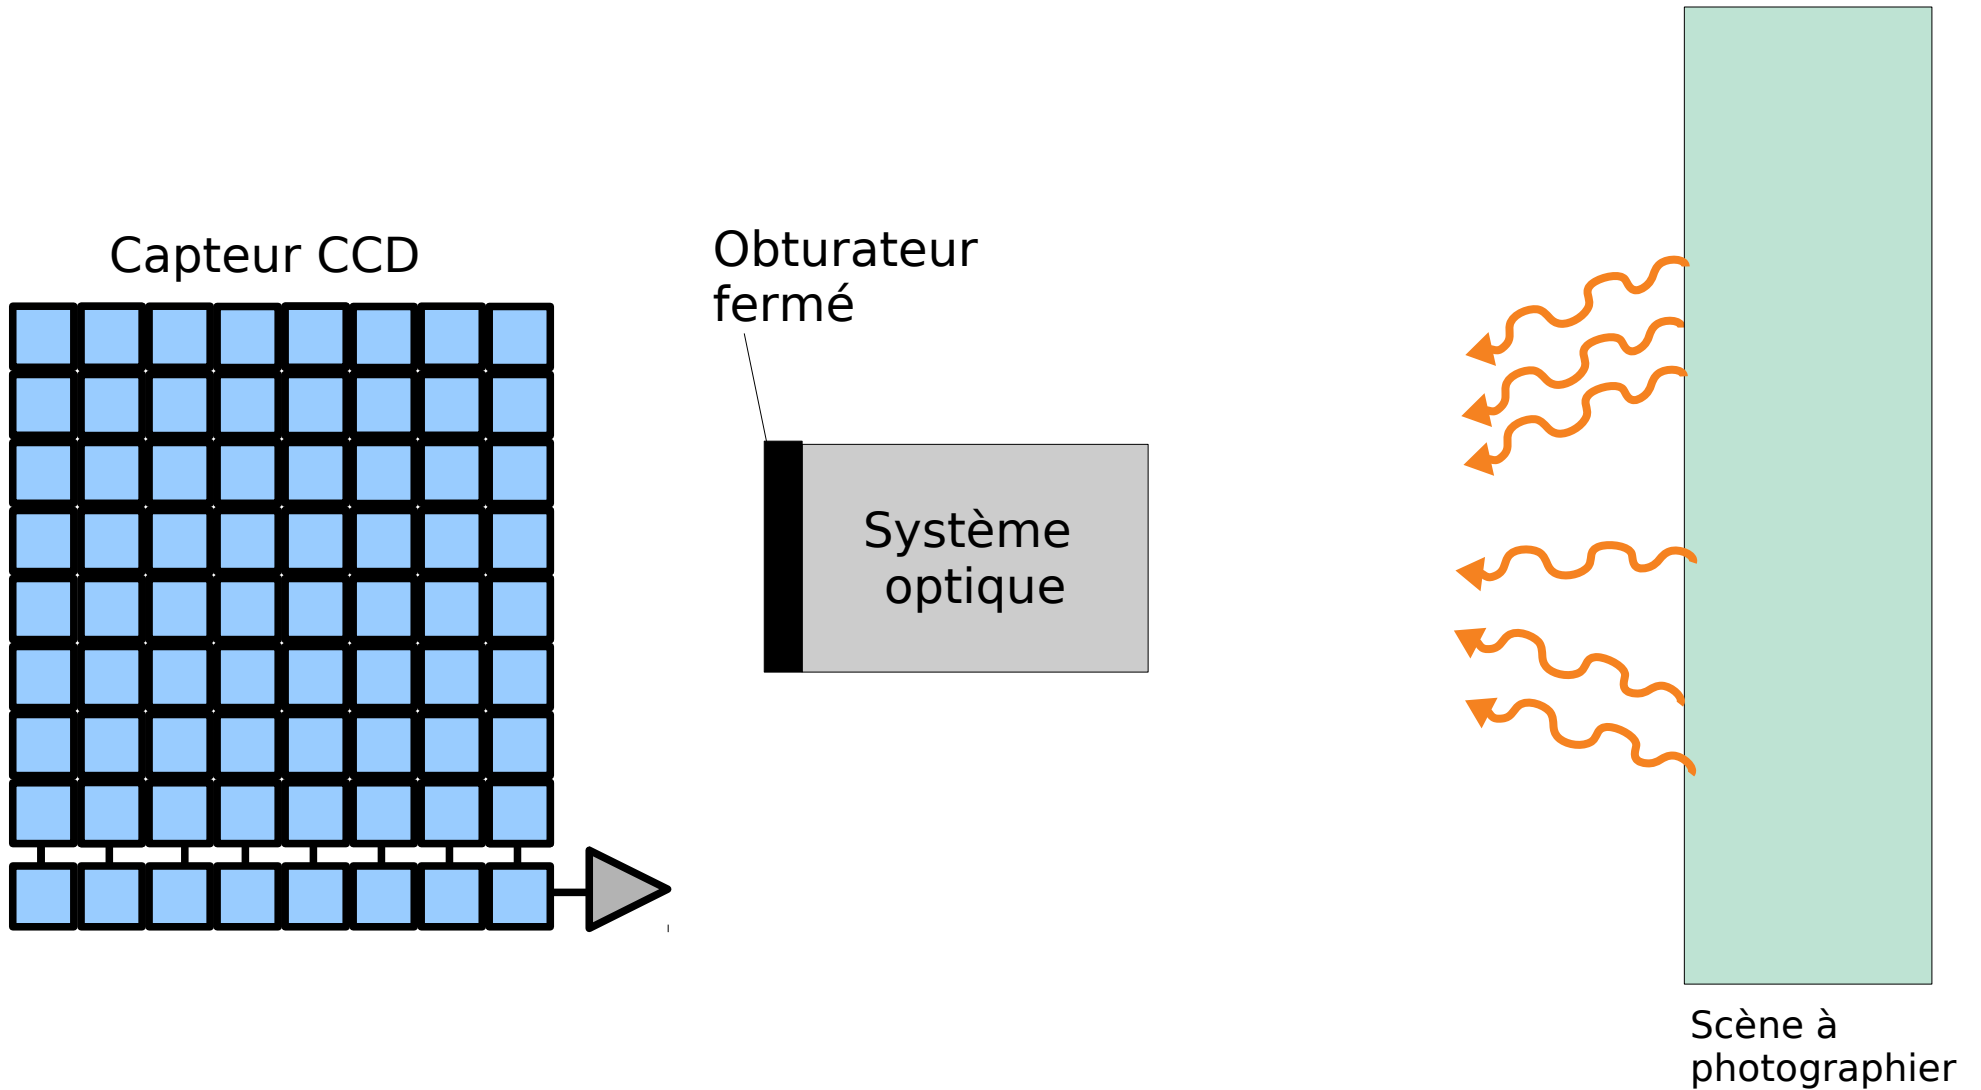 Capteur CCD
Obturateur
fermé
Système
optique
Scène à
photographier